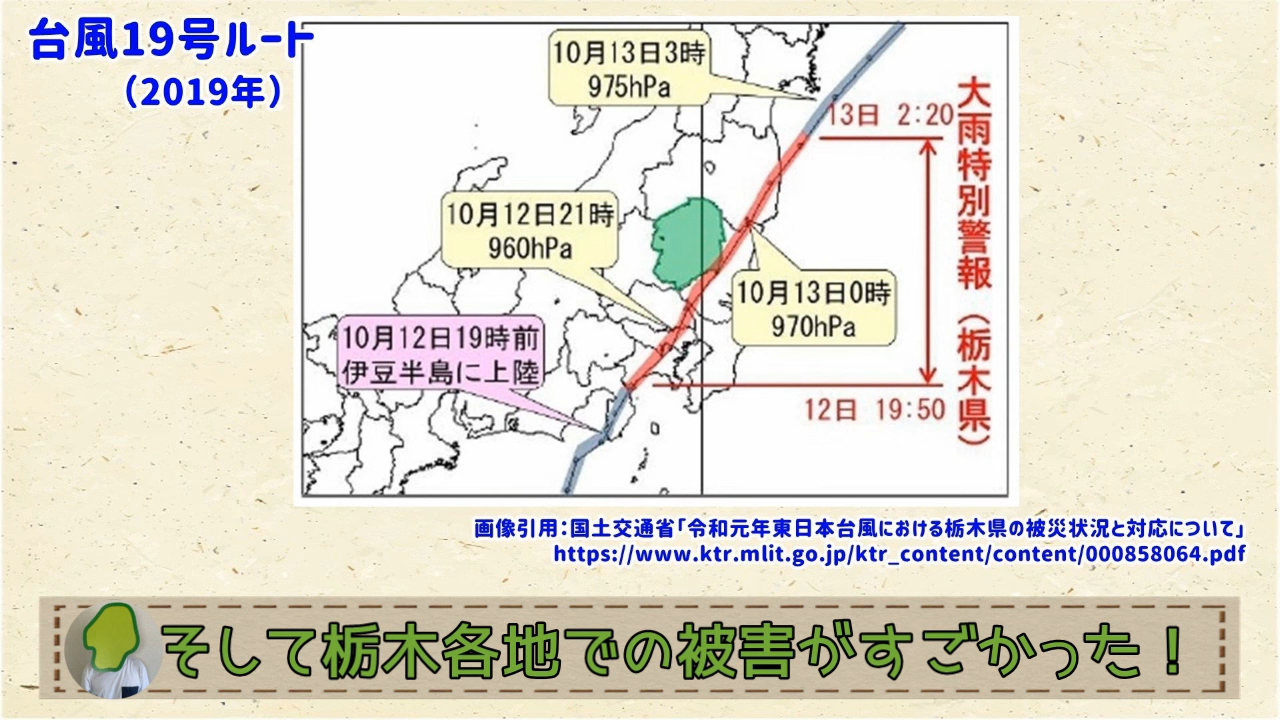 台風19号ルート
（2019年）
10月13日3時
975hPa
13日 2:20
大雨特別警報（栃木県）
10月12日21時
960hPa
10月13日0時
970hPa
10月12日19時前
伊豆半島に上陸
12日 19:50
画像引用：国土交通省「令和元年東日本台風における栃木県の被災状況と対応について」
https://www.ktr.mlit.go.jp/ktr_content/content/000858064.pdf
そして栃木各地での被害がすごかった！